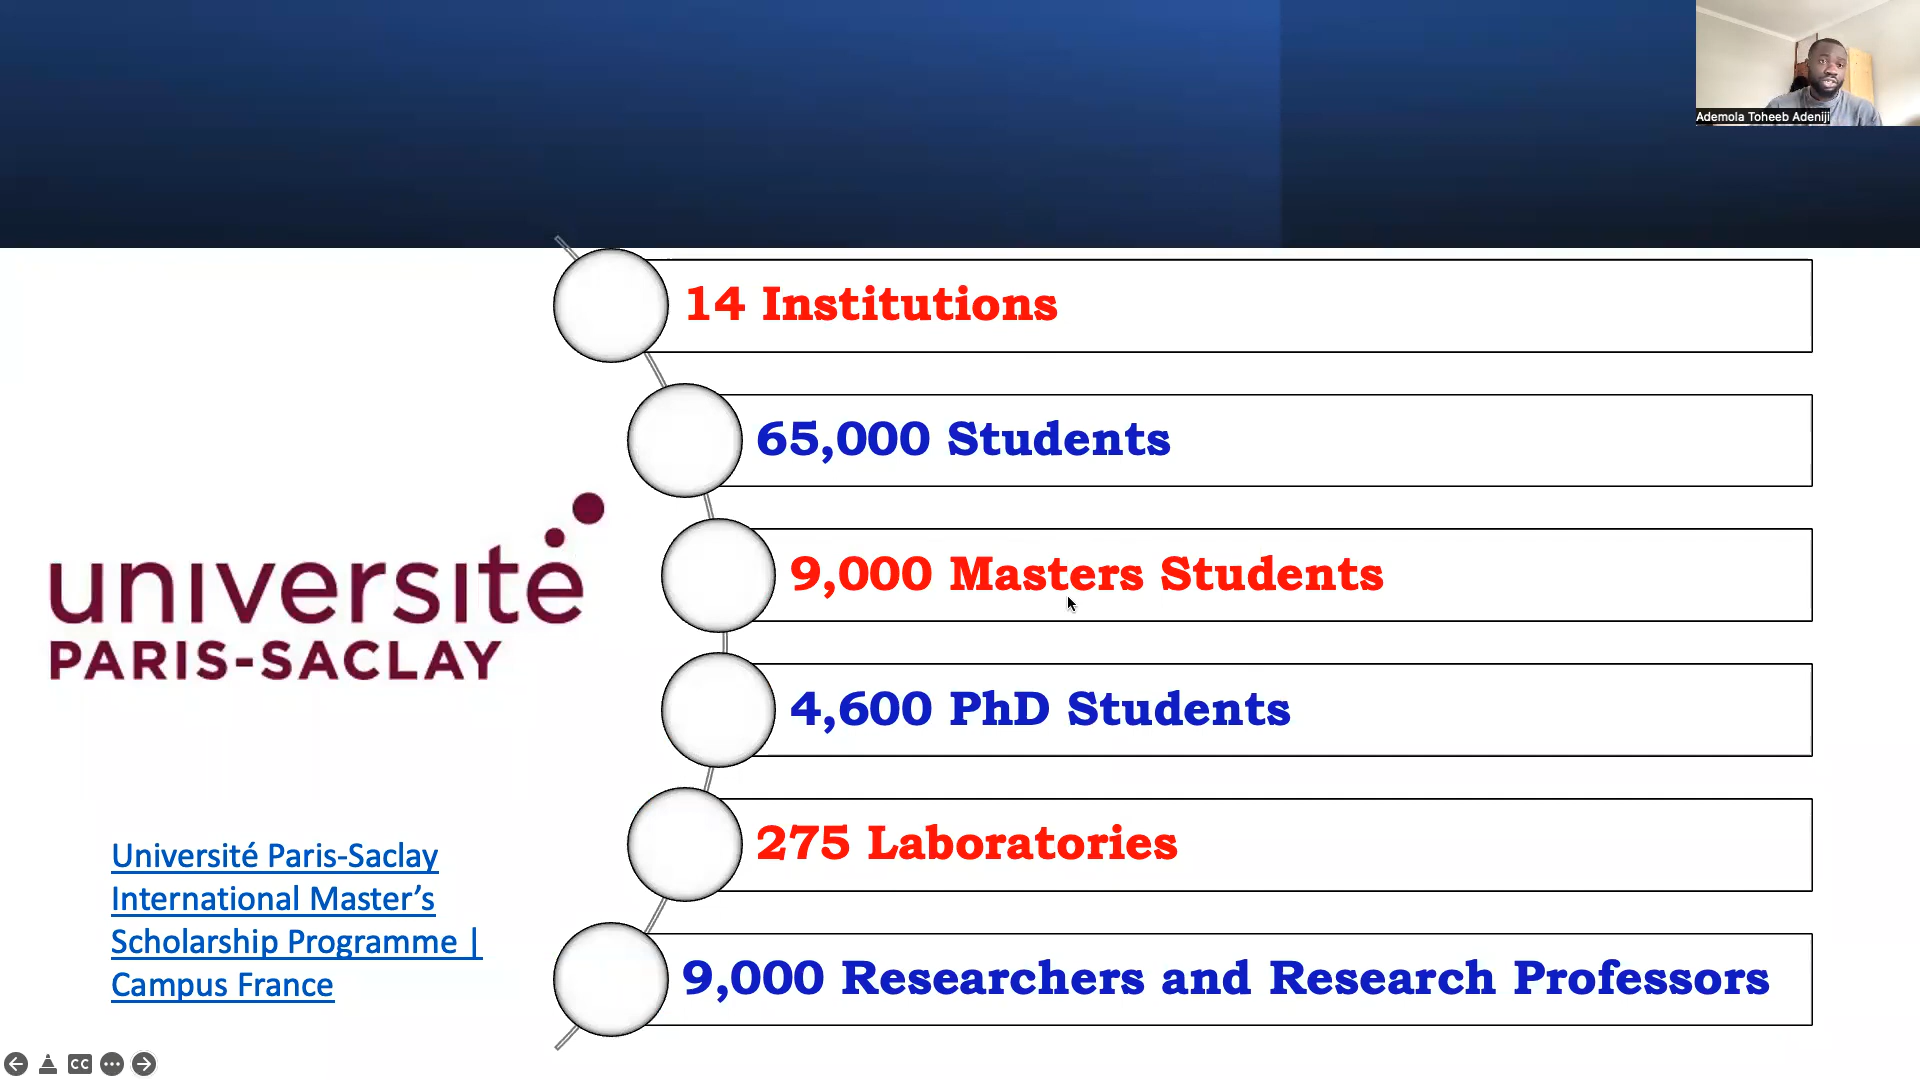 Ademola Toheeb Adeniji
14 Institutions
65,000 Students
université
PARIS-SACLAY
9,000 Masters Students
4,600 PhD Students
275 Laboratories
9,000 Researchers and Research Professors
Université Paris-Saclay
International Master’s
Scholarship Programme |
Campus France
CC